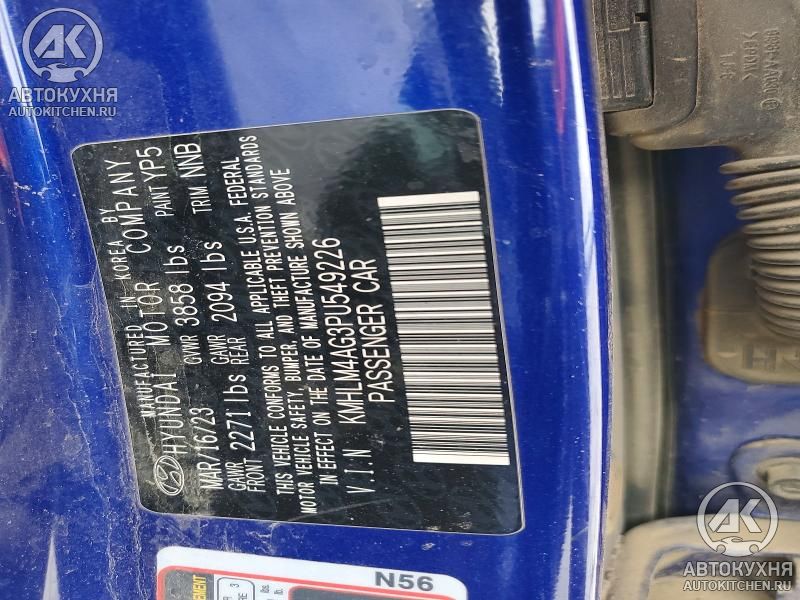 АВТОКУХНЯ
AUTOKITCHEN.RU
MANUFACTURED IN KOREA BY
HYUNDAI MOTOR COMPANY
MAR/16/23 GVWR 3858 lbs PAINT YP5
GAWR FRONT 2271 lbs GAWR REAR 2094 lbs TRIM NNB
THIS VEHICLE CONFORMS TO ALL APPLICABLE U.S.A. FEDERAL
MOTOR VEHICLE SAFETY, BUMPER, AND THEFT PREVENTION STANDARDS
IN EFFECT ON THE DATE OF MANUFACTURE SHOWN ABOVE
V.I.N KMHLM4AG3PU549226
PASSENGER CAR
N56
АВТОКУХНЯ
AUTOKITCHEN.RU